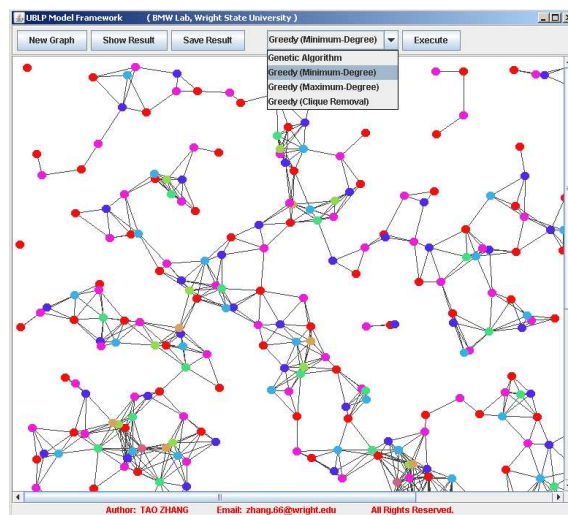 UBLP Model Framework ( BMW Lab, Wright State University )
New Graph Show Result Save Result Greedy (Minimum-Degree) Execute
Genetic Algorithm
Greedy (Minimum-Degree)
Greedy (Maximum-Degree)
Greedy (Clique Removal)
Author: TAO ZHANG Email: zhang.66@wright.edu All Rights Reserved.